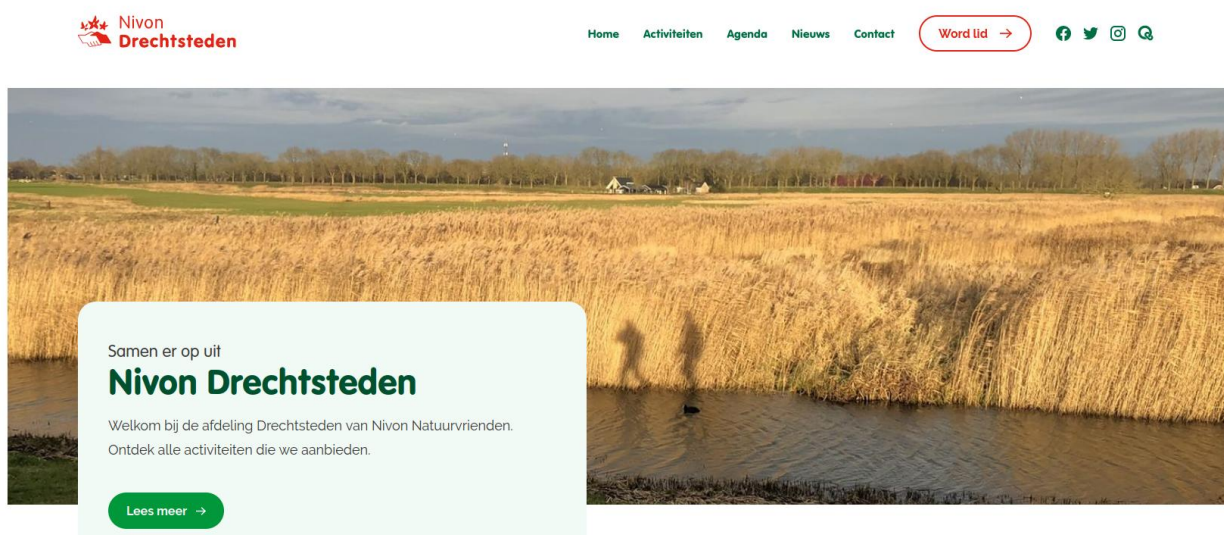 Nivon
Drechtsteden
Home Activiteiten Agenda Nieuws Contact Word lid
Samen er op uit
Nivon Drechtsteden
Welkom bij de afdeling Drechtsteden van Nivon Natuurvrienden.
Ontdek alle activiteiten die we aanbieden.
Lees meer